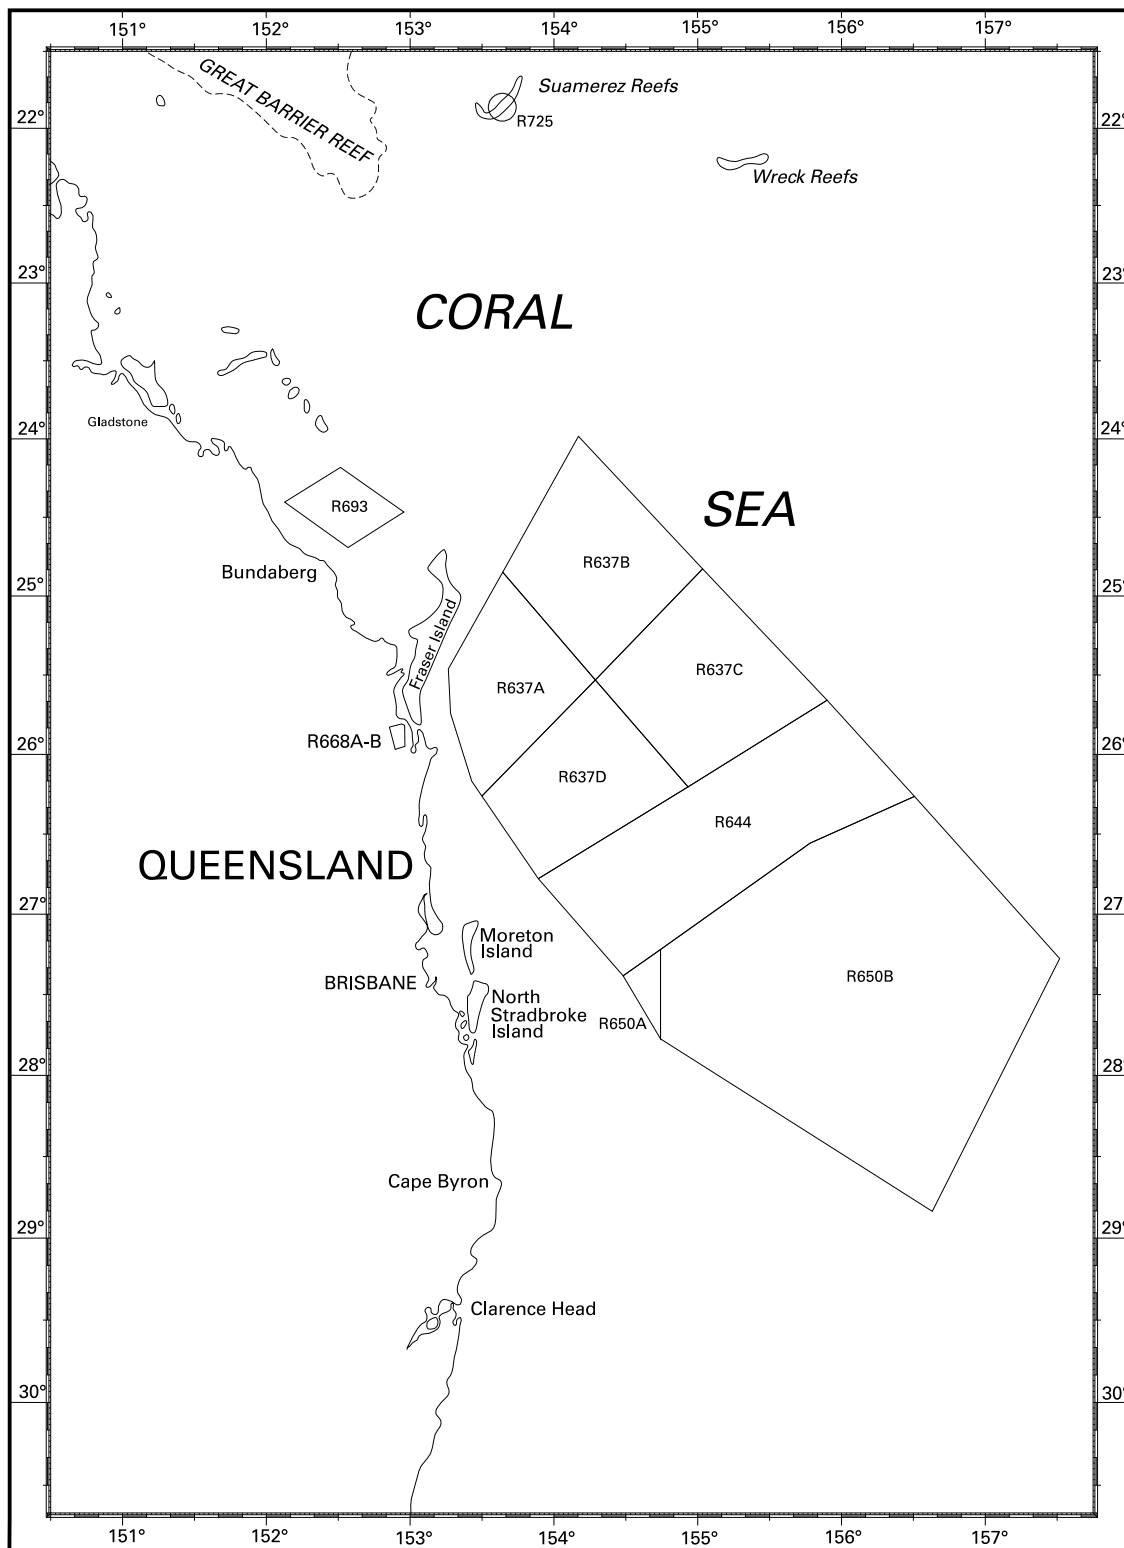 151° 152° 153° 154° 155° 156° 157°
GREAT BARRIER REEF
Suamerez Reefs
R725
22° 22°
Wreck Reefs
23° 23°
CORAL
Gladstone
24° 24°
R693
SEA
R637B
Bundaberg
25° 25°
Fraser Island
R637C
R637A
R668A-B
26° 26°
R637D
R644
QUEENSLAND
27° 27°
Moreton
Island
R650B
BRISBANE
North
Stradbroke
Island
R650A
28° 28°
Cape Byron
29° 29°
Clarence Head
30° 30°
151° 152° 153° 154° 155° 156° 157°